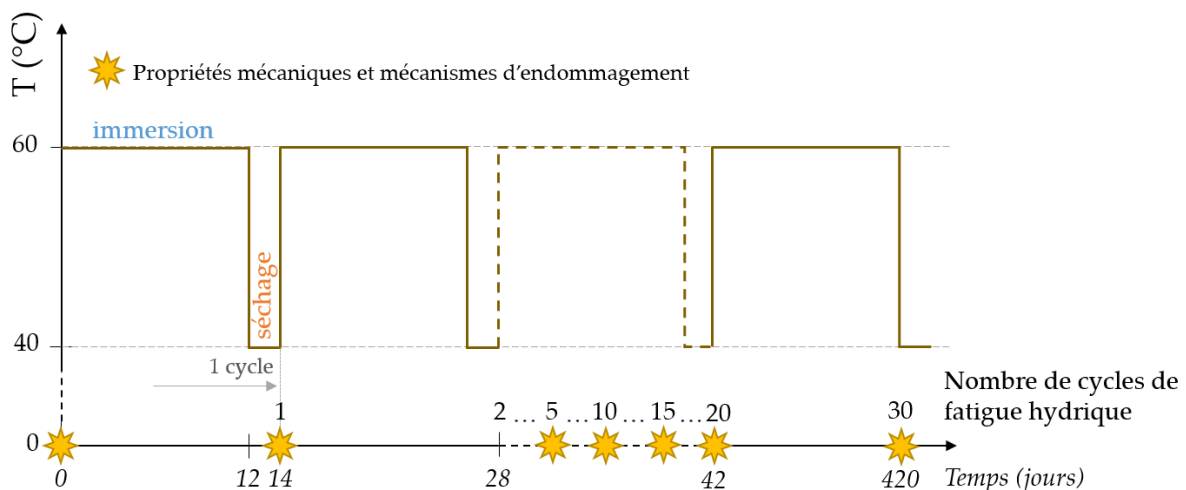 T (°C)
Propriétés mécaniques et mécanismes d'endommagement
immersion
60
séchage
40
1 cycle
Nombre de cycles de
fatigue hydrique
1 2 ... 5 ... 10 ... 15 ... 20 30
0
0 12 14 28 42 420 Temps (jours)